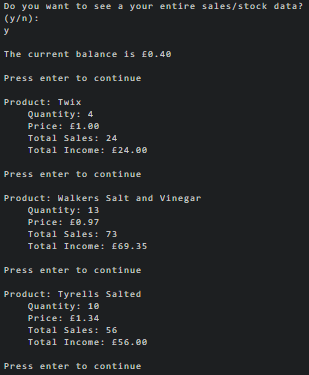 Do you want to see a your entire sales/stock data?
(y/n):
y
The current balance is £0.40
Press enter to continue
Product: Twix
Quantity: 4
Price: £1.00
Total Sales: 24
Total Income: £24.00
Press enter to continue
Product: Walkers Salt and Vinegar
Quantity: 13
Price: £0.97
Total Sales: 73
Total Income: £69.35
Press enter to continue
Product: Tyrells Salted
Quantity: 10
Price: £1.34
Total Sales: 56
Total Income: £56.00
Press enter to continue